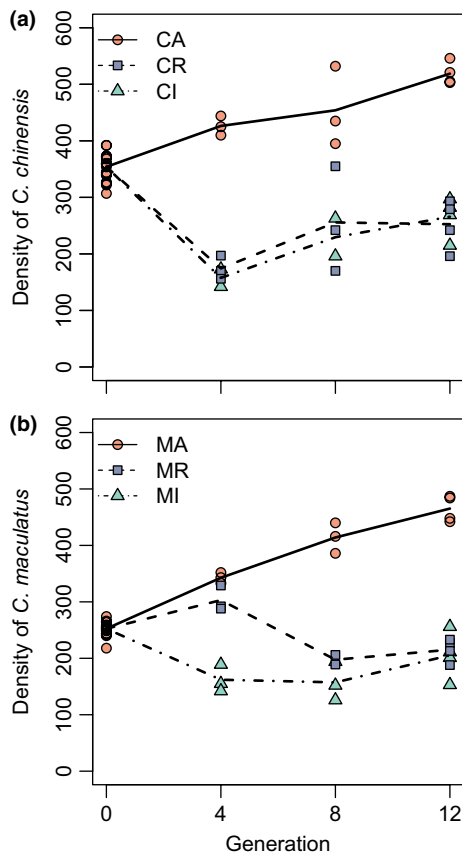 (a)
600
500
400
300
200
100
0
Density of C. chinensis
CA
CR
CI
(b)
600
500
400
300
200
100
0
Density of C. maculatus
MA
MR
MI
0 4 8 12
Generation